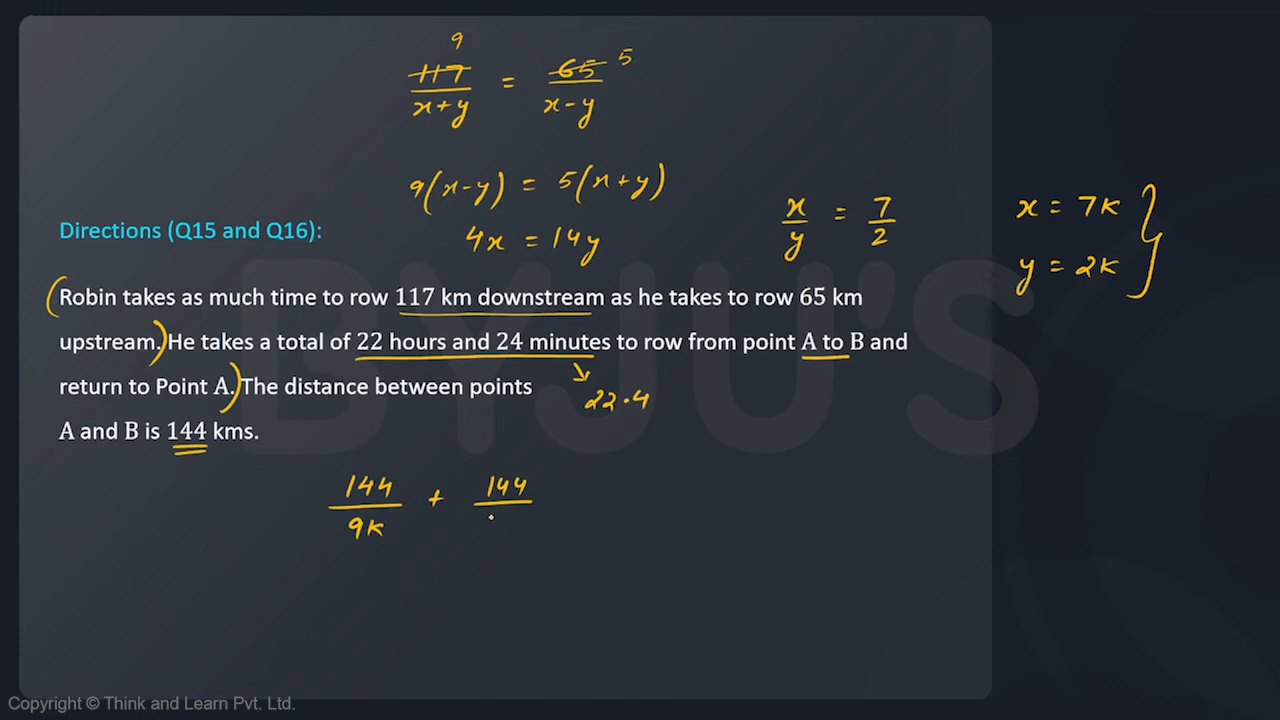 9
117/x+y = 65/x-y 5
9(x-y) = 5(x+y)
4x = 14y
x/y = 7/2
x = 7k
y = 2k
Directions (Q15 and Q16):
Robin takes as much time to row 117 km downstream as he takes to row 65 km
upstream. He takes a total of 22 hours and 24 minutes to row from point A to B and
return to Point A. The distance between points
22.4
A and B is 144 kms.
144/9k + 144/
BYJU'S
Copyright © Think and Learn Pvt. Ltd.